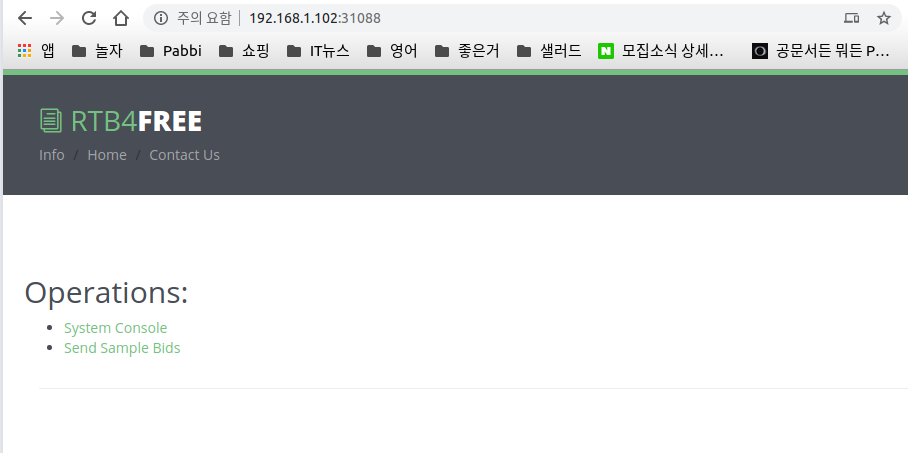 주의 요함 192.168.1.102:31088
앱 놀자 Pabbi 쇼핑 IT뉴스 영어 좋은거 샐러드 모집소식 상세... 공문서든 뭐든 P...
RTB4FREE
Info / Home / Contact Us
Operations:
System Console
Send Sample Bids